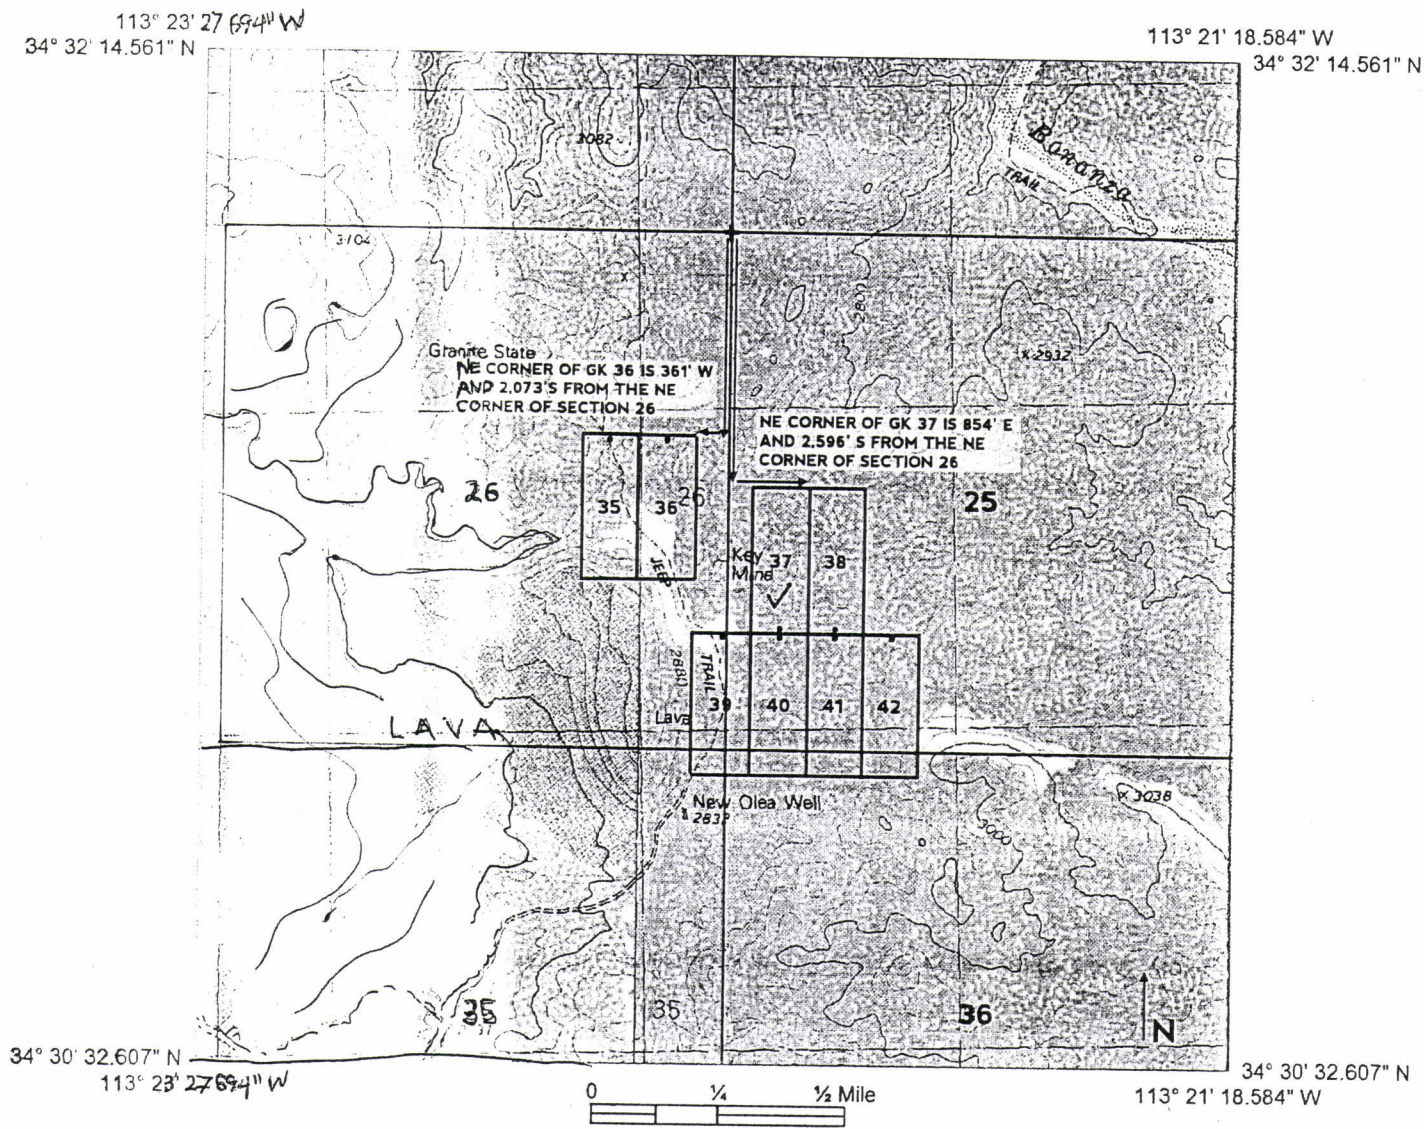 113° 23' 27.694" W
34° 32' 14.561" N
113° 21' 18.584" W
34° 32' 14.561" N
Bonanza
TRAIL
3082
3104
2800
X 2932
Granite State
NE CORNER OF GK 36 IS 361' W
AND 2,073'S FROM THE NE
CORNER OF SECTION 26
NE CORNER OF GK 37 IS 854' E
AND 2,596' S FROM THE NE
CORNER OF SECTION 26
26
35
36
26
25
Key
Mine
37
38
JEEP
TRAIL
2880
39
40
41
42
Lava
LAVA
New Olea Well
2832
X 3038
3000
35
35
36
N
34° 30' 32.607" N
113° 23' 27.694" W
34° 30' 32.607" N
113° 21' 18.584" W
0 ¼ ½ Mile